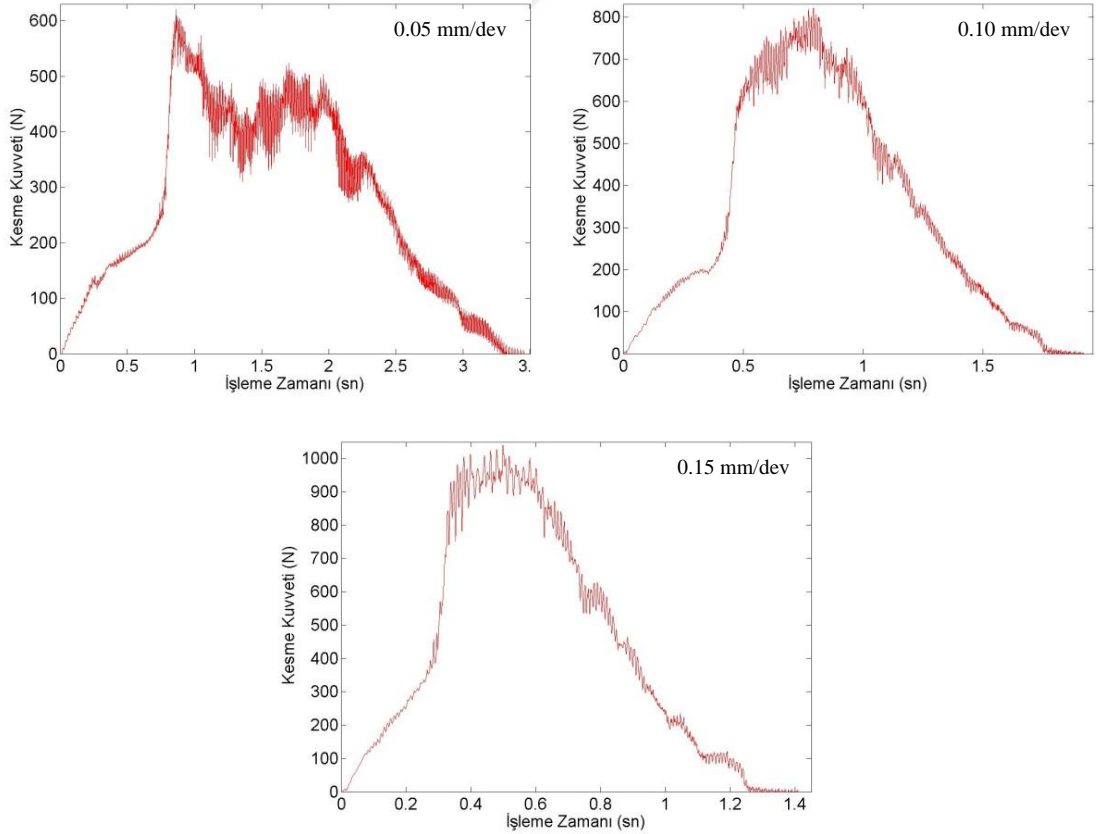 0.05 mm/dev
600
500
400
300
200
100
0
Kesme Kuvveti (N)
0 0.5 1 1.5 2 2.5 3 3.
İşleme Zamanı (sn)
0.10 mm/dev
800
700
600
500
400
300
200
100
0
Kesme Kuvveti (N)
0 0.5 1 1.5
İşleme Zamanı (sn)
0.15 mm/dev
1000
900
800
700
600
500
400
300
200
100
0
Kesme Kuvveti (N)
0 0.2 0.4 0.6 0.8 1 1.2 1.4
İşleme Zamanı (sn)